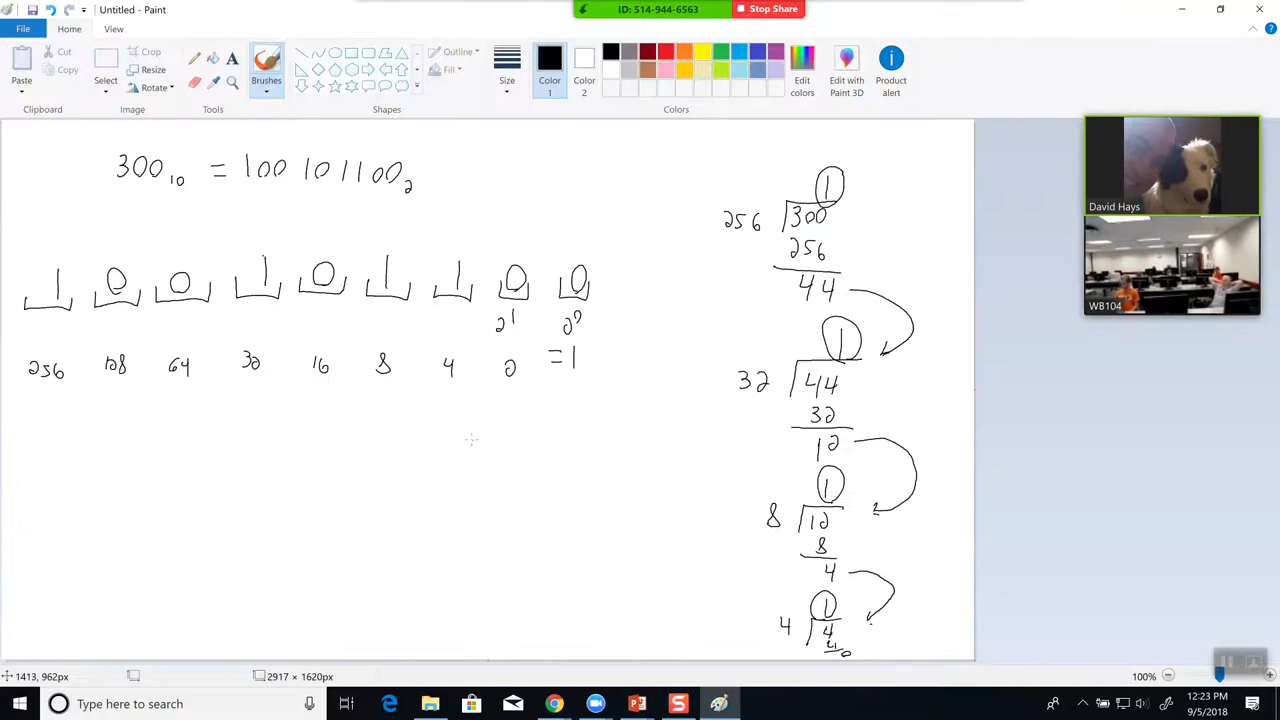 Untitled - Paint
ID: 514-944-6563
Stop Share
File
Home
View
Paste
Cut
Copy
Clipboard
Select
Crop
Resize
Rotate
Image
A
Tools
Brushes
Outline
Fill
Shapes
Size
Color 1
Color 2
Edit colors
Edit with Paint 3D
Product alert
Colors
David Hays
WB104
300₁₀ = 100101100₂
1 0 0 1 0 1 1 0 0
2¹ 2⁰
256 128 64 32 16 8 4 2 =1
1
256 300
256
44
1
32 44
32
12
1
8 12
8
4
1
4 4
4
0
1413, 962px
2917 × 1620px
100%
Type here to search
12:23 PM
9/5/2018